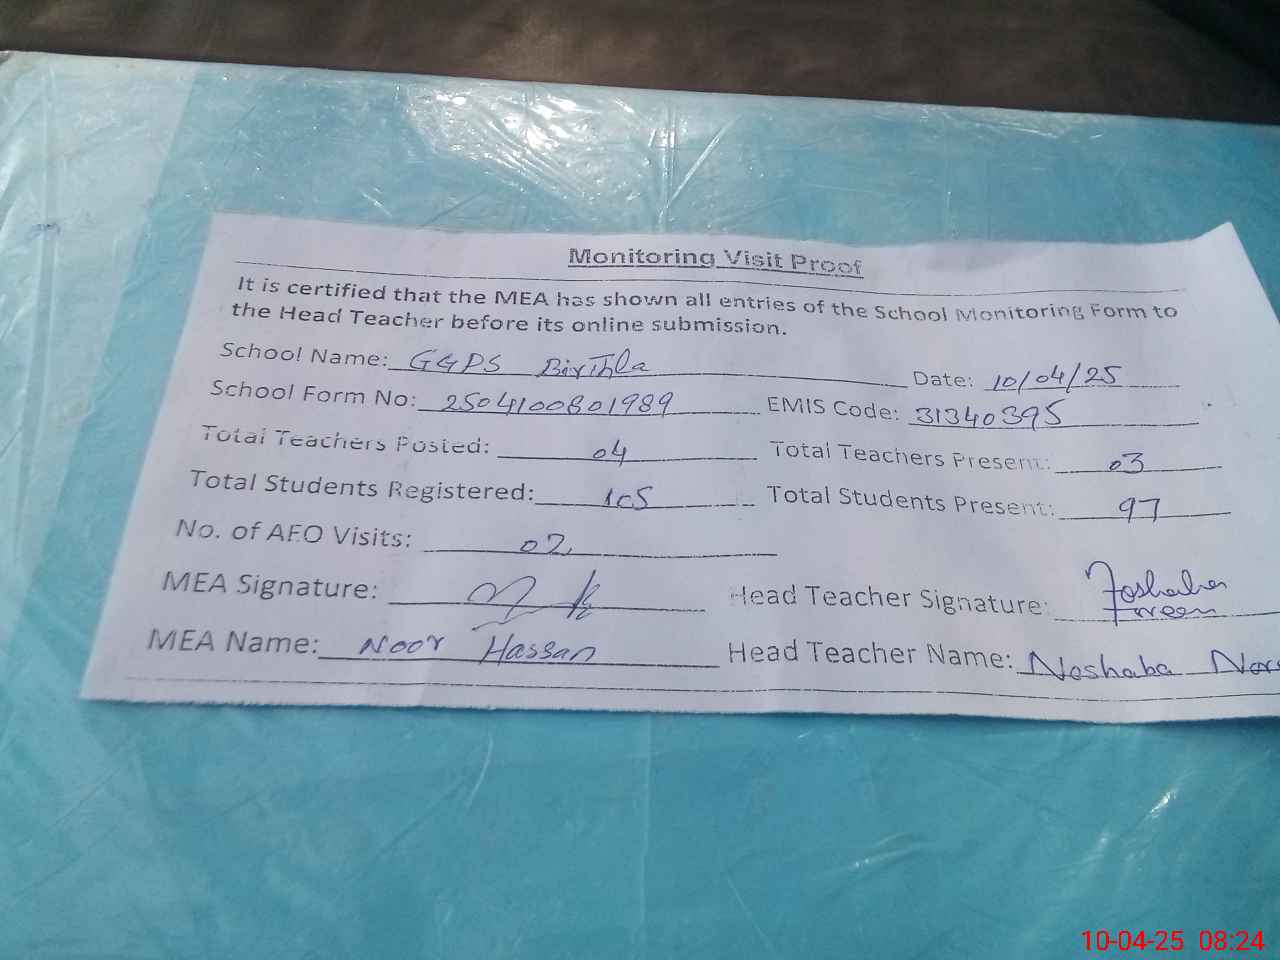 Monitoring Visit Proof
It is certified that the MEA has shown all entries of the School Monitoring Form to
the Head Teacher before its online submission.
School Name: GGPS Birthla Date: 10/04/25
School Form No: 2504100801989 EMIS Code: 31340395
Total Teachers Posted: 04 Total Teachers Present: 03
Total Students Registered: 105 Total Students Present: 97
No. of AEO Visits: 02
MEA Signature: Head Teacher Signature:
MEA Name: Noor Hassan Head Teacher Name: Noshaba
10-04-25 08:24